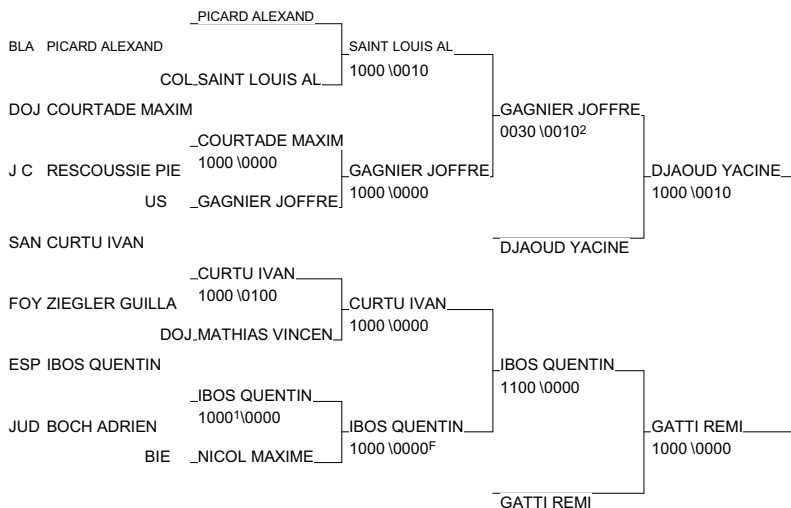 PICARD ALEXAND
BLA PICARD ALEXAND SAINT LOUIS AL
1000 \0010
COL SAINT LOUIS AL
DOJ COURTADE MAXIM GAGNIER JOFFRE
0030 \0010²
COURTADE MAXIM
1000 \0000
J C RESCOUSSIE PIE GAGNIER JOFFRE DJAOUD YACINE
1000 \0000 1000 \0010
US GAGNIER JOFFRE
SAN CURTU IVAN DJAOUD YACINE
CURTU IVAN
1000 \0100
FOY ZIEGLER GUILLA CURTU IVAN
1000 \0000
DOJ MATHIAS VINCEN
ESP IBOS QUENTIN IBOS QUENTIN
1100 \0000
IBOS QUENTIN
1000¹\0000
JUD BOCH ADRIEN IBOS QUENTIN GATTI REMI
1000 \0000ᶠ 1000 \0000
BIE NICOL MAXIME
GATTI REMI